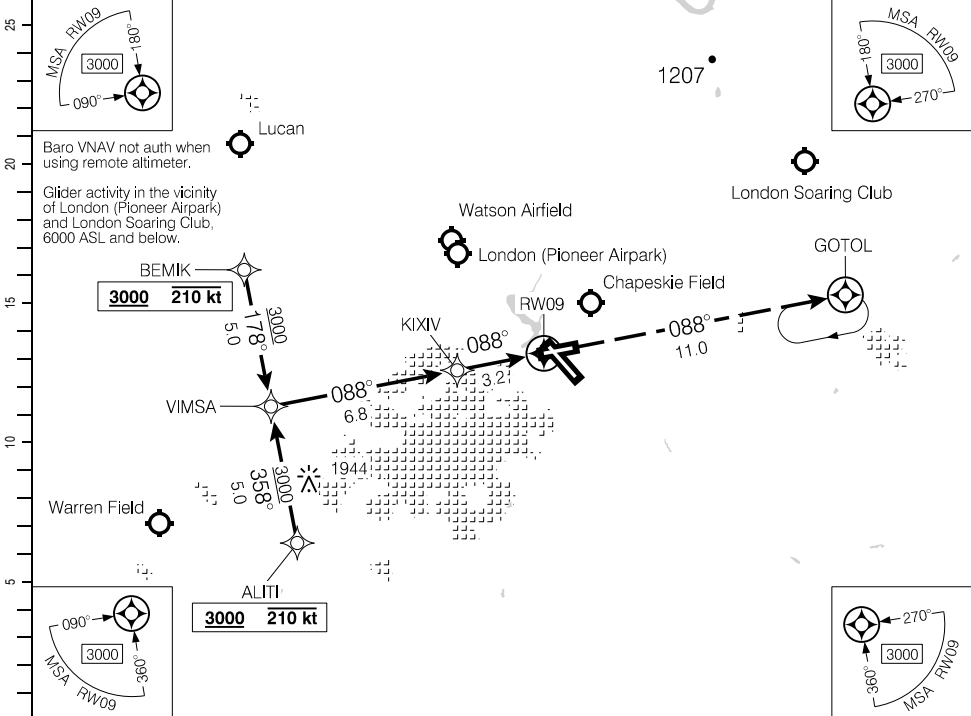 25
20
15
10
5
MSA RW09
180°
3000
090°
MSA RW09
180°
3000
270°
1207
Lucan
Baro VNAV not auth when
using remote altimeter.
Glider activity in the vicinity
of London (Pioneer Airpark)
and London Soaring Club,
6000 ASL and below.
London Soaring Club
Watson Airfield
London (Pioneer Airpark)
GOTOL
BEMIK
3000 210 kt
Chapeskie Field
RW09
KIXIV
3000
178°
5.0
088°
3.2
088°
11.0
VIMSA
088°
6.8
3000
358°
5.0
1944
Warren Field
ALITI
3000 210 kt
090°
3000
360°
MSA RW09
270°
3000
360°
MSA RW09